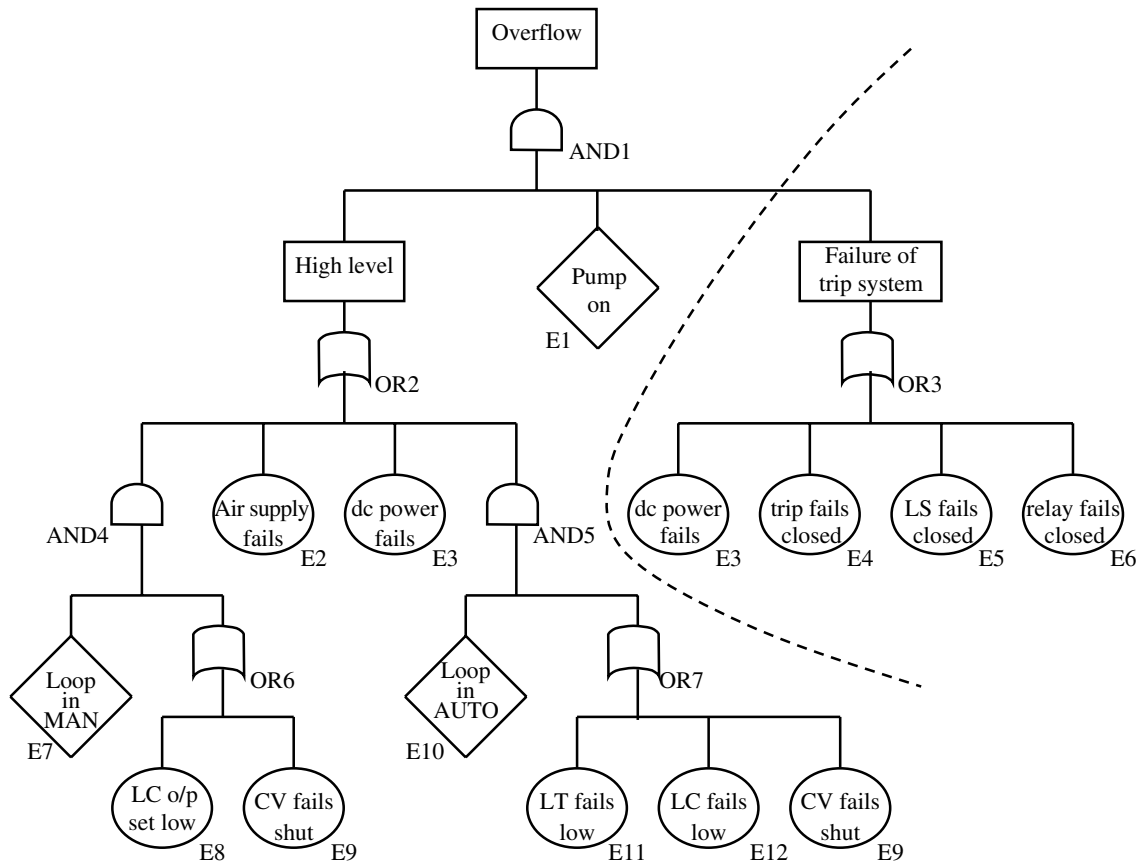 Overflow
AND1
High level
Pump
on
E1
Failure of
trip system
OR2
OR3
AND4
Air supply
fails
E2
dc power
fails
E3
AND5
dc power
fails
E3
trip fails
closed
E4
LS fails
closed
E5
relay fails
closed
E6
Loop
in
MAN
E7
OR6
Loop
in
AUTO
E10
OR7
LC o/p
set low
E8
CV fails
shut
E9
LT fails
low
E11
LC fails
low
E12
CV fails
shut
E9